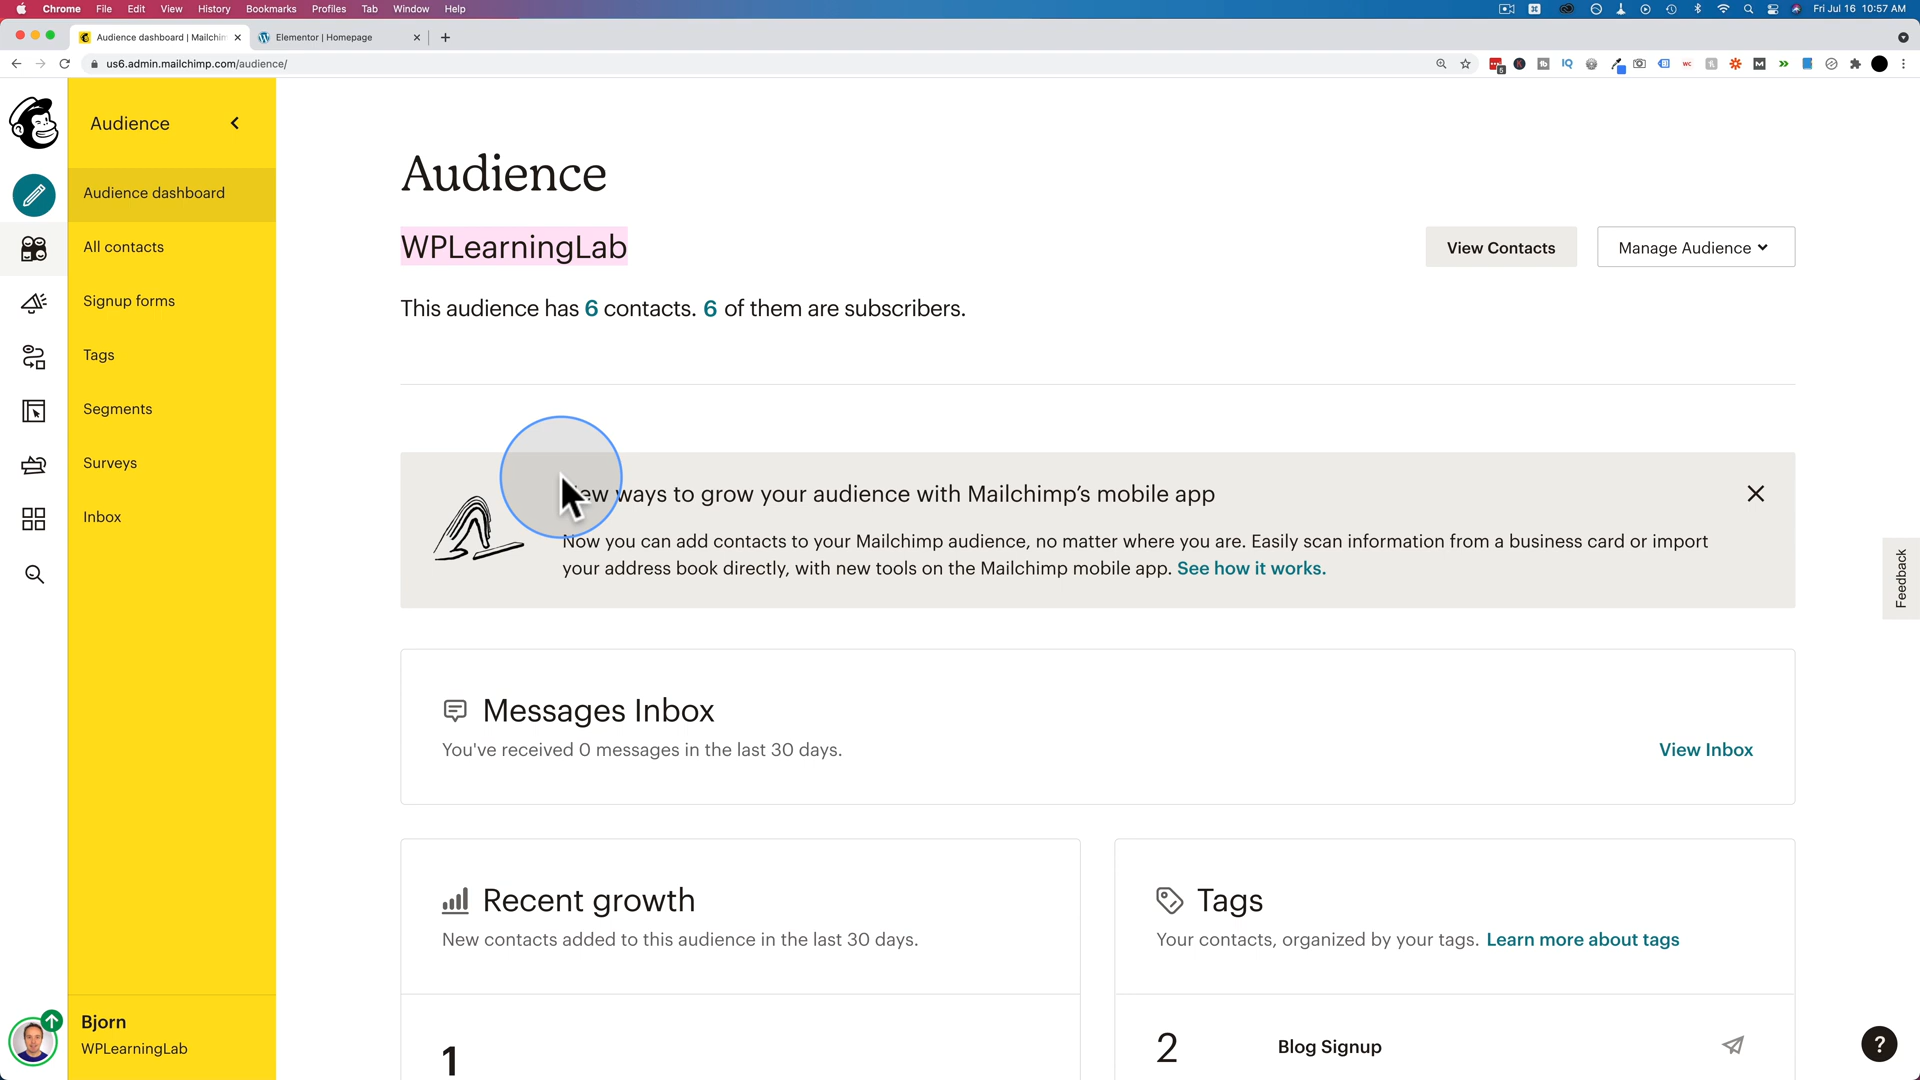 Chrome File Edit View History Bookmarks Profiles Tab Window Help
Fri Jul 16 10:57 AM
Audience dashboard | Mailchim
Elementor | Homepage
us6.admin.mailchimp.com/audience/
Audience
Audience dashboard
All contacts
Signup forms
Tags
Segments
Surveys
Inbox
Bjorn
WPLearningLab
Audience
WPLearningLab
View Contacts
Manage Audience
This audience has 6 contacts. 6 of them are subscribers.
ew ways to grow your audience with Mailchimp's mobile app
Now you can add contacts to your Mailchimp audience, no matter where you are. Easily scan information from a business card or import
your address book directly, with new tools on the Mailchimp mobile app. See how it works.
Feedback
Messages Inbox
You've received 0 messages in the last 30 days.
View Inbox
Recent growth
New contacts added to this audience in the last 30 days.
1
Tags
Your contacts, organized by your tags. Learn more about tags
2 Blog Signup
?